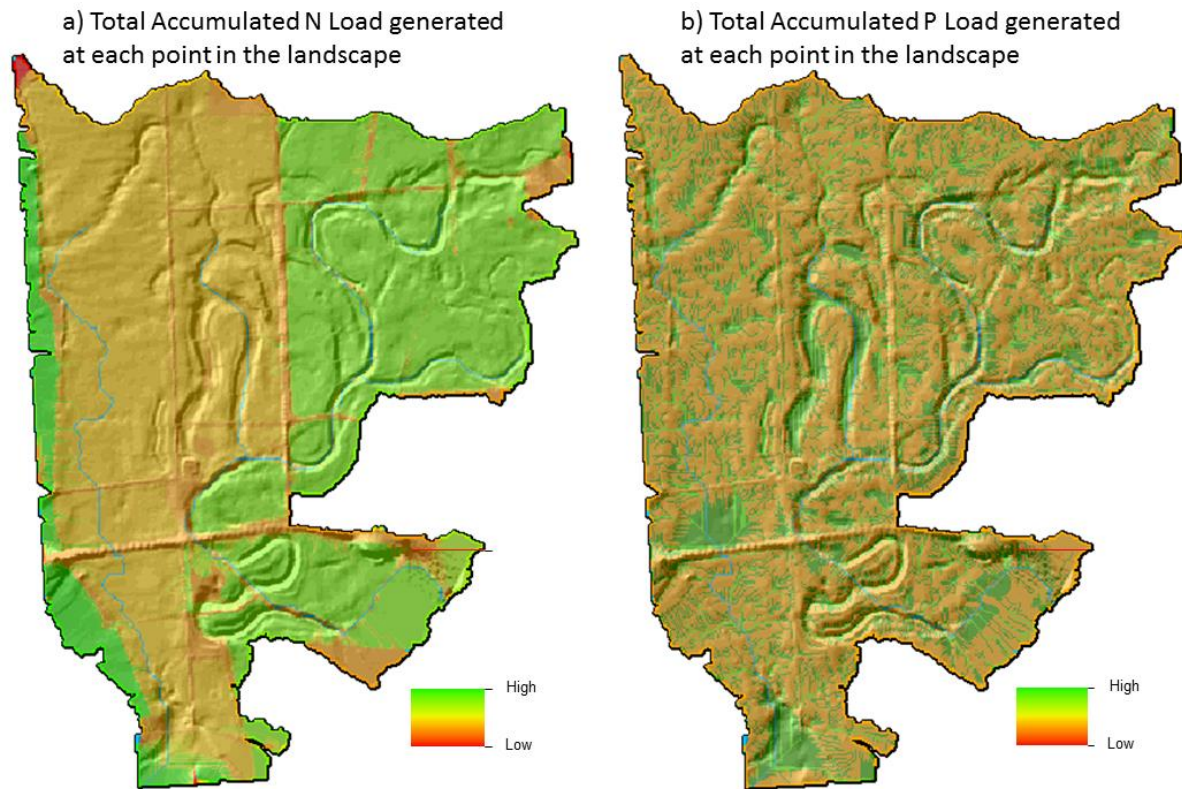 a) Total Accumulated N Load generated
at each point in the landscape
b) Total Accumulated P Load generated
at each point in the landscape
High
Low
High
Low